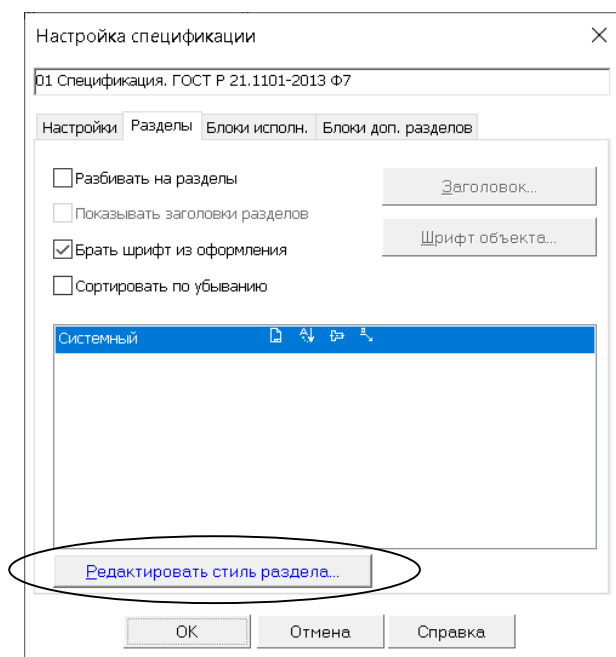 Настройка спецификации
01 Спецификация. ГОСТ Р 21.1101-2013 Ф7
Настройки Разделы Блоки исполн. Блоки доп. разделов
Разбивать на разделы
Заголовок...
Показывать заголовки разделов
Шрифт объекта...
Брать шрифт из оформления
Сортировать по убыванию
Системный
Редактировать стиль раздела...
OK Отмена Справка